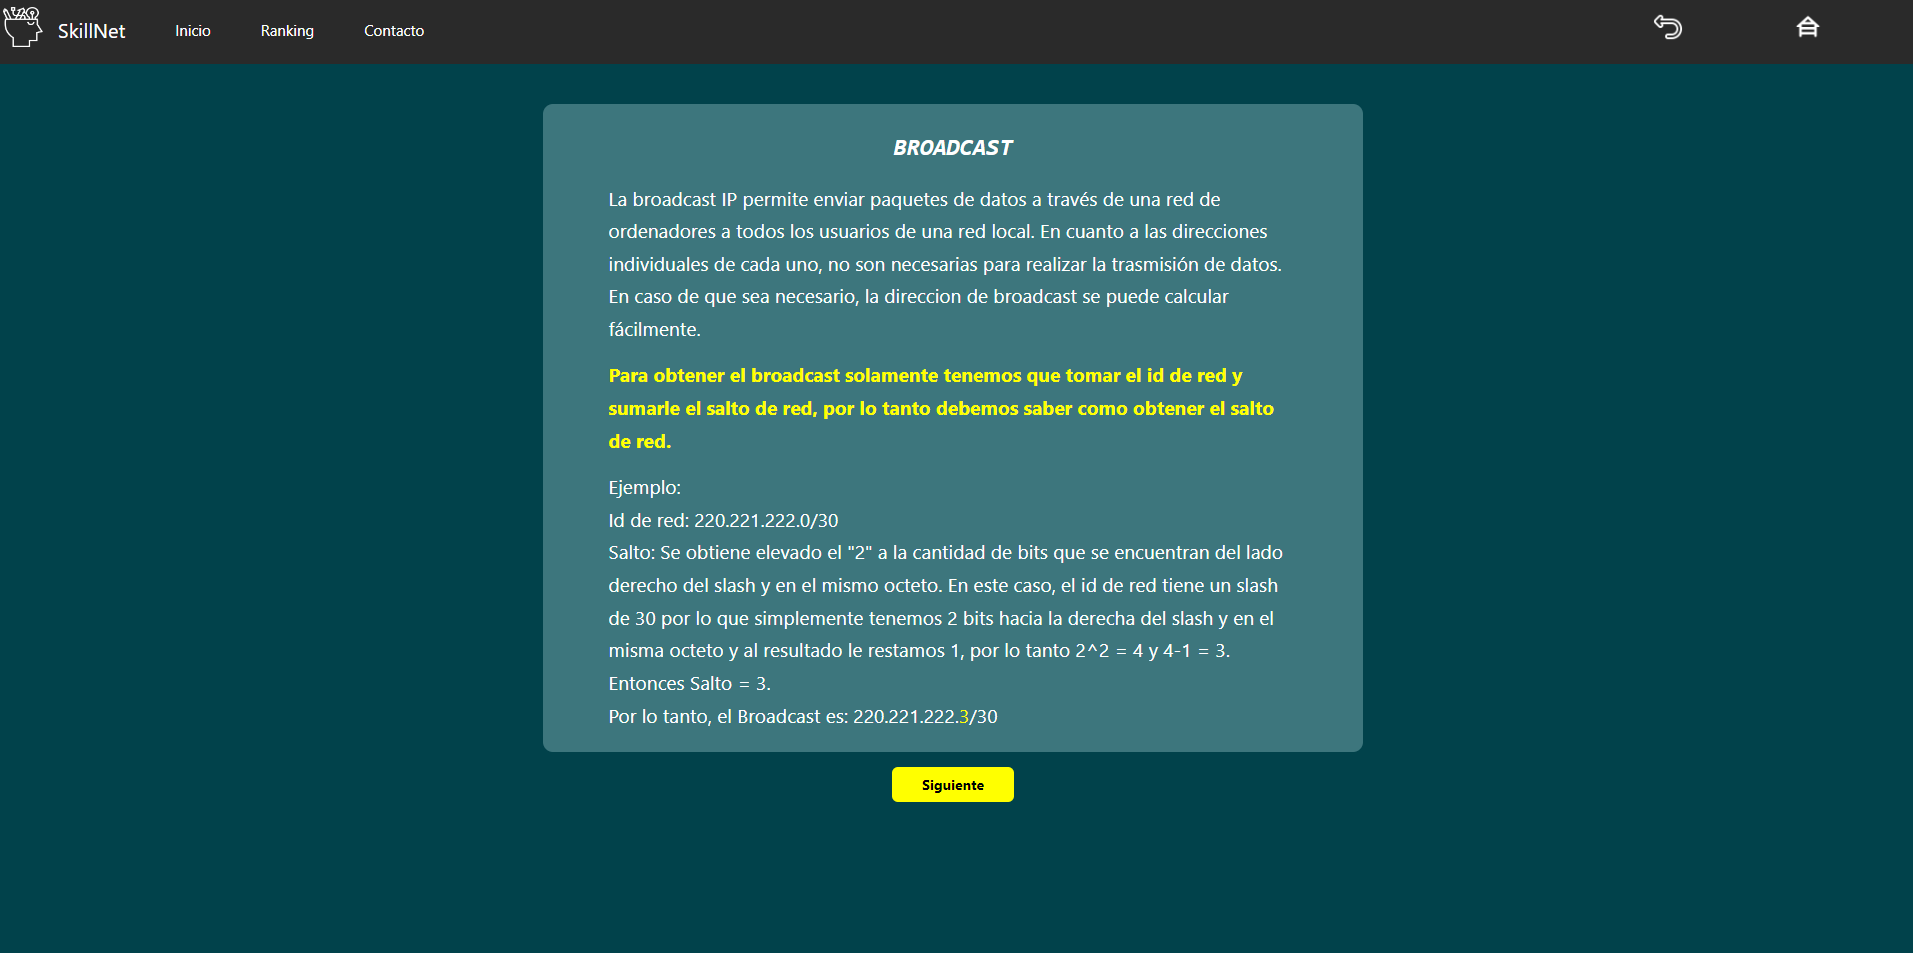 SkillNet Inicio Ranking Contacto
BROADCAST
La broadcast IP permite enviar paquetes de datos a través de una red de
ordenadores a todos los usuarios de una red local. En cuanto a las direcciones
individuales de cada uno, no son necesarias para realizar la trasmisión de datos.
En caso de que sea necesario, la direccion de broadcast se puede calcular
fácilmente.
Para obtener el broadcast solamente tenemos que tomar el id de red y
sumarle el salto de red, por lo tanto debemos saber como obtener el salto
de red.
Ejemplo:
Id de red: 220.221.222.0/30
Salto: Se obtiene elevado el "2" a la cantidad de bits que se encuentran del lado
derecho del slash y en el mismo octeto. En este caso, el id de red tiene un slash
de 30 por lo que simplemente tenemos 2 bits hacia la derecha del slash y en el
misma octeto y al resultado le restamos 1, por lo tanto 2^2 = 4 y 4-1 = 3.
Entonces Salto = 3.
Por lo tanto, el Broadcast es: 220.221.222.3/30
Siguiente